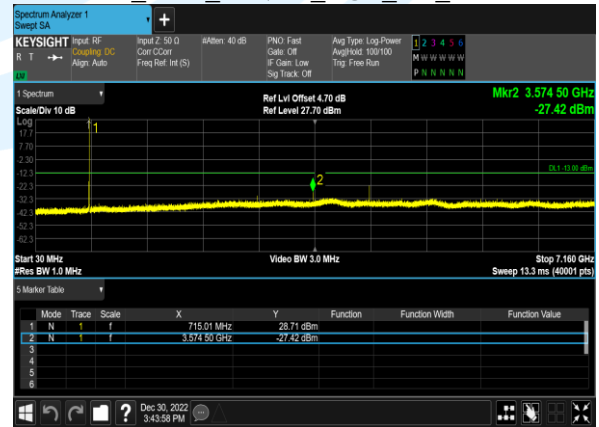 Spectrum Analyzer 1
Swept SA
+
KEYSIGHT Input: RF Input Z: 50 Ω #Atten: 40 dB PNO: Fast Avg Type: Log-Power 1 2 3 4 5 6
R T Coupling: DC Corr CCorr Gate: Off Avg|Hold: 100/100 M W W W W W
Align: Auto Freq Ref: Int (S) IF Gain: Low Trig: Free Run P N N N N N
LW Sig Track: Off
1 Spectrum
Ref Lvl Offset 4.70 dB Mkr2 3.574 50 GHz
Scale/Div 10 dB Ref Level 27.70 dBm -27.42 dBm
Log
1
17.7
7.70
-2.30
DL1 -13.00 dBm
-12.3
2
-22.3
-32.3
-42.3
-52.3
-62.3
Start 30 MHz Video BW 3.0 MHz Stop 7.160 GHz
#Res BW 1.0 MHz Sweep 13.3 ms (40001 pts)
5 Marker Table
Mode Trace Scale X Y Function Function Width Function Value
1 N 1 f 715.01 MHz 28.71 dBm
2 N 1 f 3.574 50 GHz -27.42 dBm
3
4
5
6
? Dec 30, 2022
3:43:58 PM